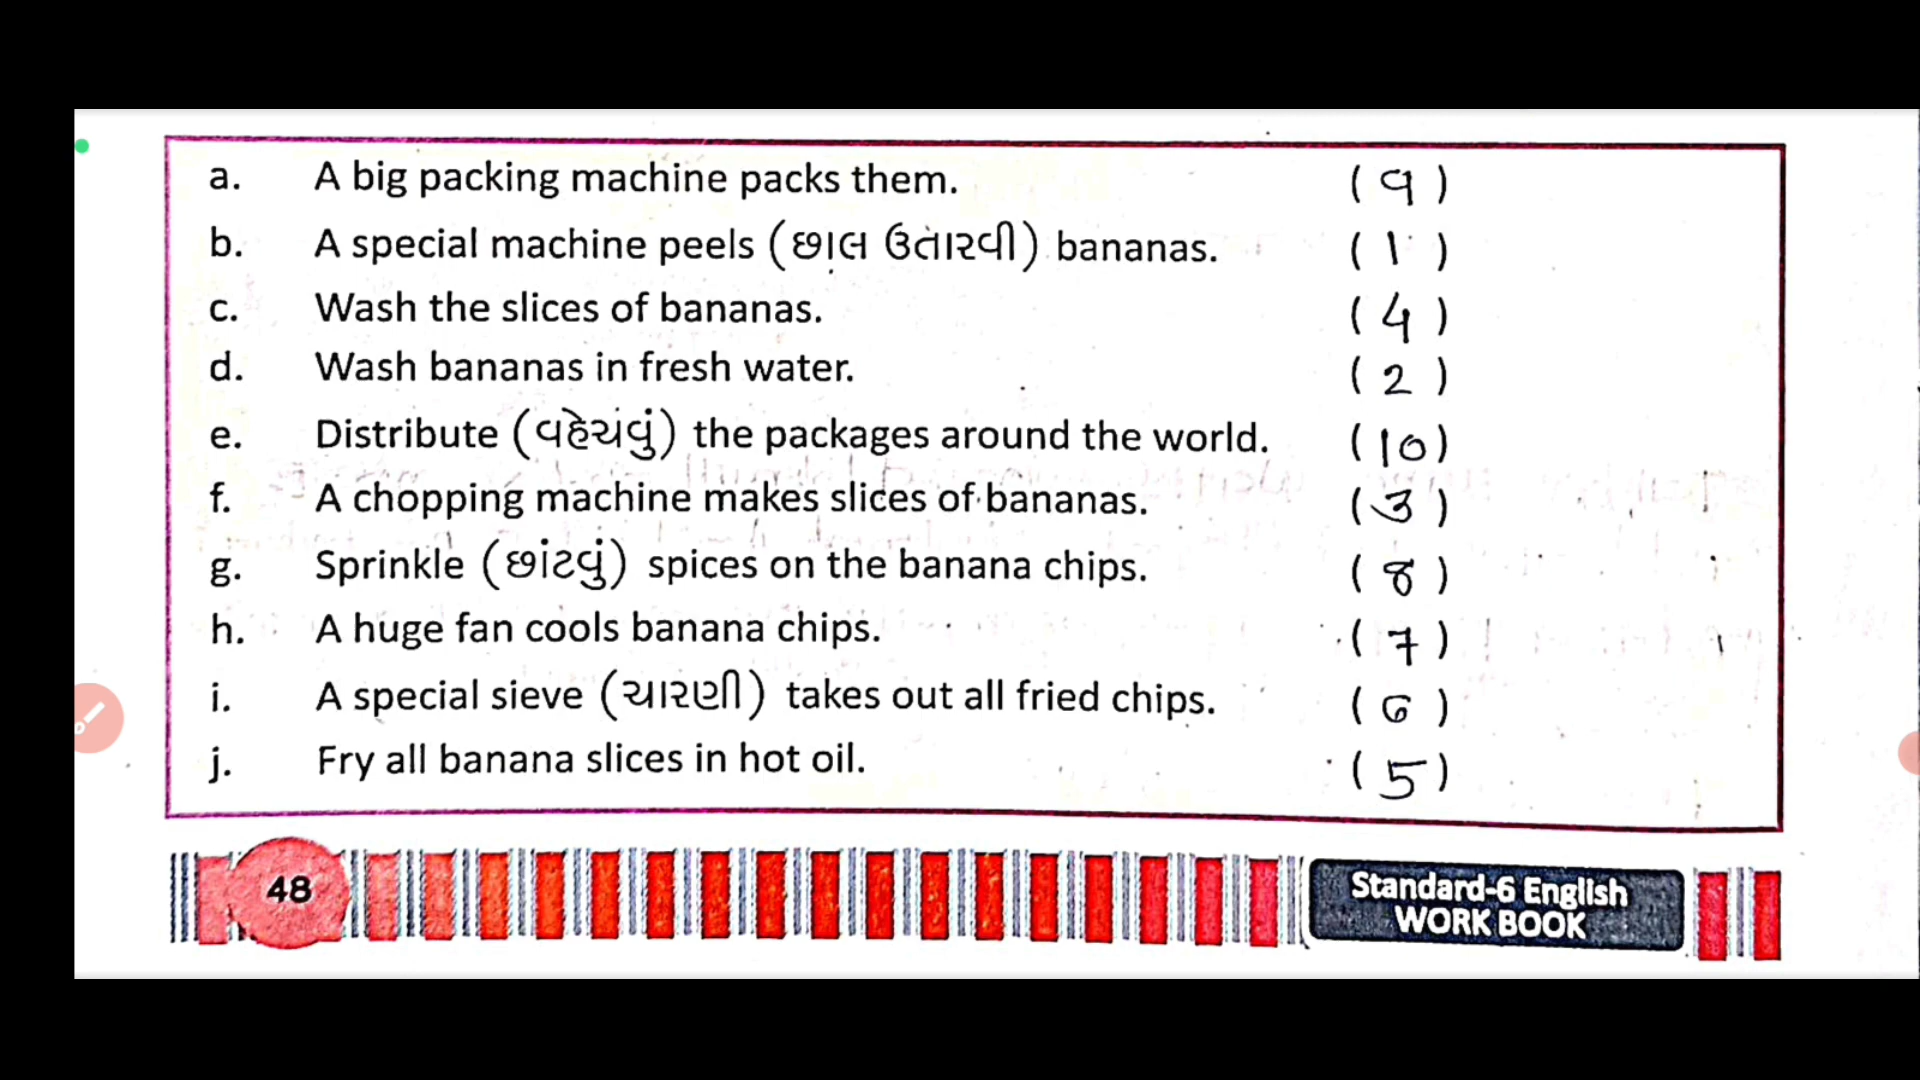 a. A big packing machine packs them. (9)
b. A special machine peels (છાલ ઉતારવી) bananas. (1)
c. Wash the slices of bananas. (4)
d. Wash bananas in fresh water. (2)
e. Distribute (વહેચવું) the packages around the world. (10)
f. A chopping machine makes slices of bananas. (3)
g. Sprinkle (છાંટવું) spices on the banana chips. (8)
h. A huge fan cools banana chips. (7)
i. A special sieve (ચારણી) takes out all fried chips. (6)
j. Fry all banana slices in hot oil. (5)
48
Standard-6 English
WORK BOOK